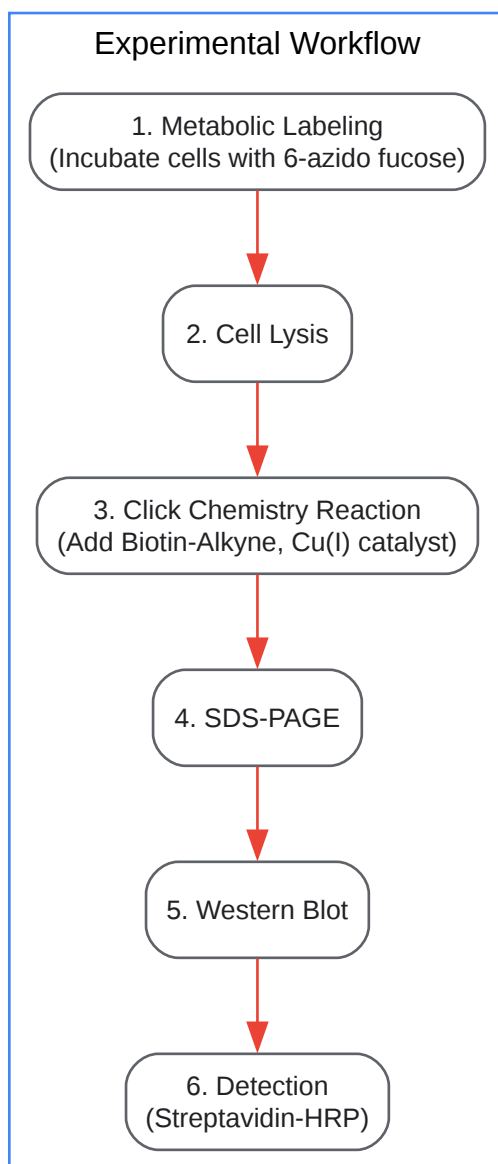 Experimental Workflow
1. Metabolic Labeling
(Incubate cells with 6-azido fucose)
2. Cell Lysis
3. Click Chemistry Reaction
(Add Biotin-Alkyne, Cu(I) catalyst)
4. SDS-PAGE
5. Western Blot
6. Detection
(Streptavidin-HRP)